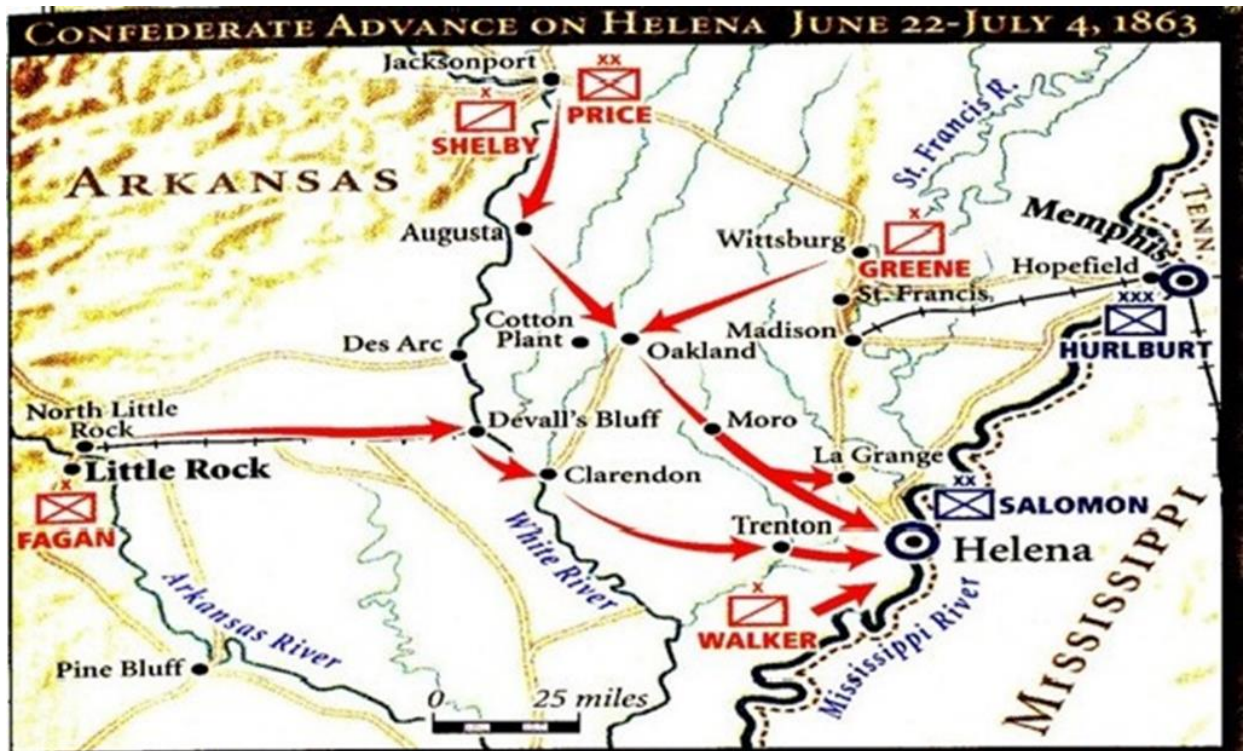 CONFEDERATE ADVANCE ON HELENA JUNE 22-JULY 4, 1863
Jacksonport
XX
PRICE
X
SHELBY
St. Francis R.
ARKANSAS
TENN.
Memphis
Augusta
Wittsburg
X
GREENE
Hopefield
St. Francis
XXX
HURLBURT
Cotton
Plant
Oakland
Madison
Des Arc
North Little
Rock
Devall's Bluff
Moro
Little Rock
La Grange
Clarendon
X
FAGAN
XX
SALOMON
Trenton
Helena
White River
X
WALKER
Arkansas River
Mississippi River
MISSISSIPPI
Pine Bluff
0 25 miles